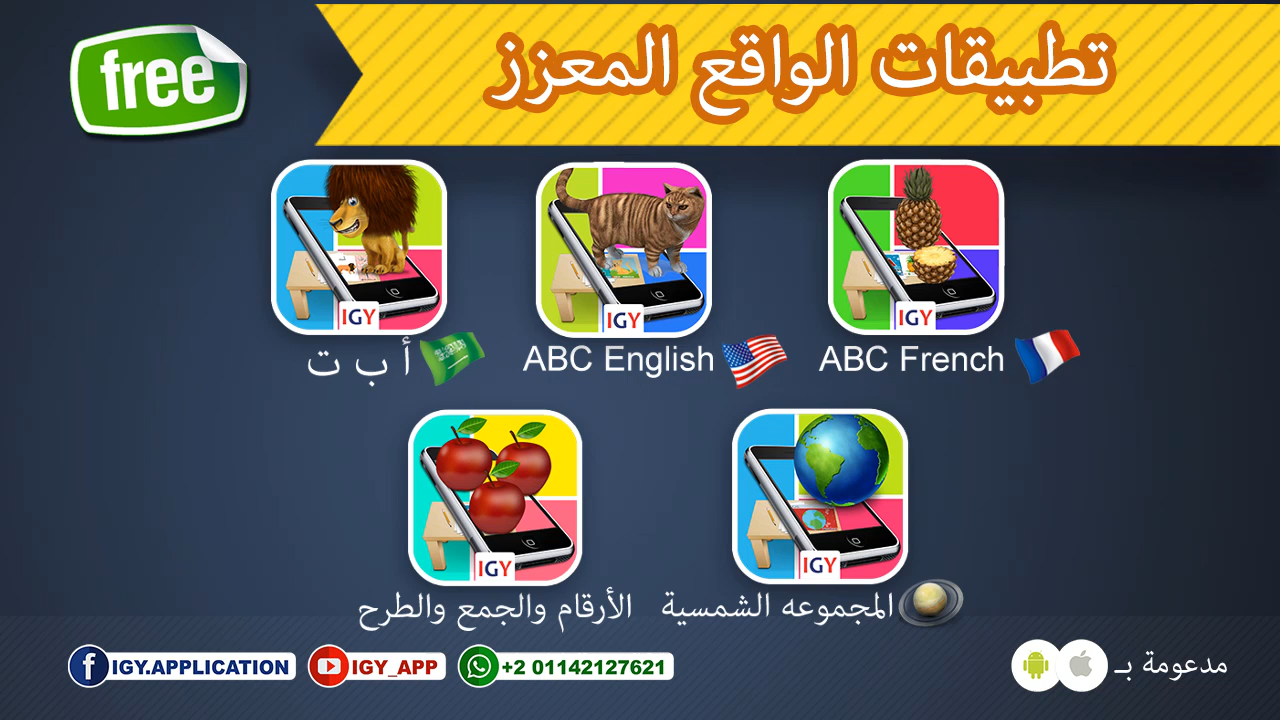 free
تطبيقات الواقع المعزز
IGY
IGY
IGY
أ ب ت
ABC English
ABC French
IGY
IGY
الأرقام والجمع والطرح
المجموعه الشمسية
IGY.APPLICATION
IGY_APP
+2 01142127621
مدعومة بـ